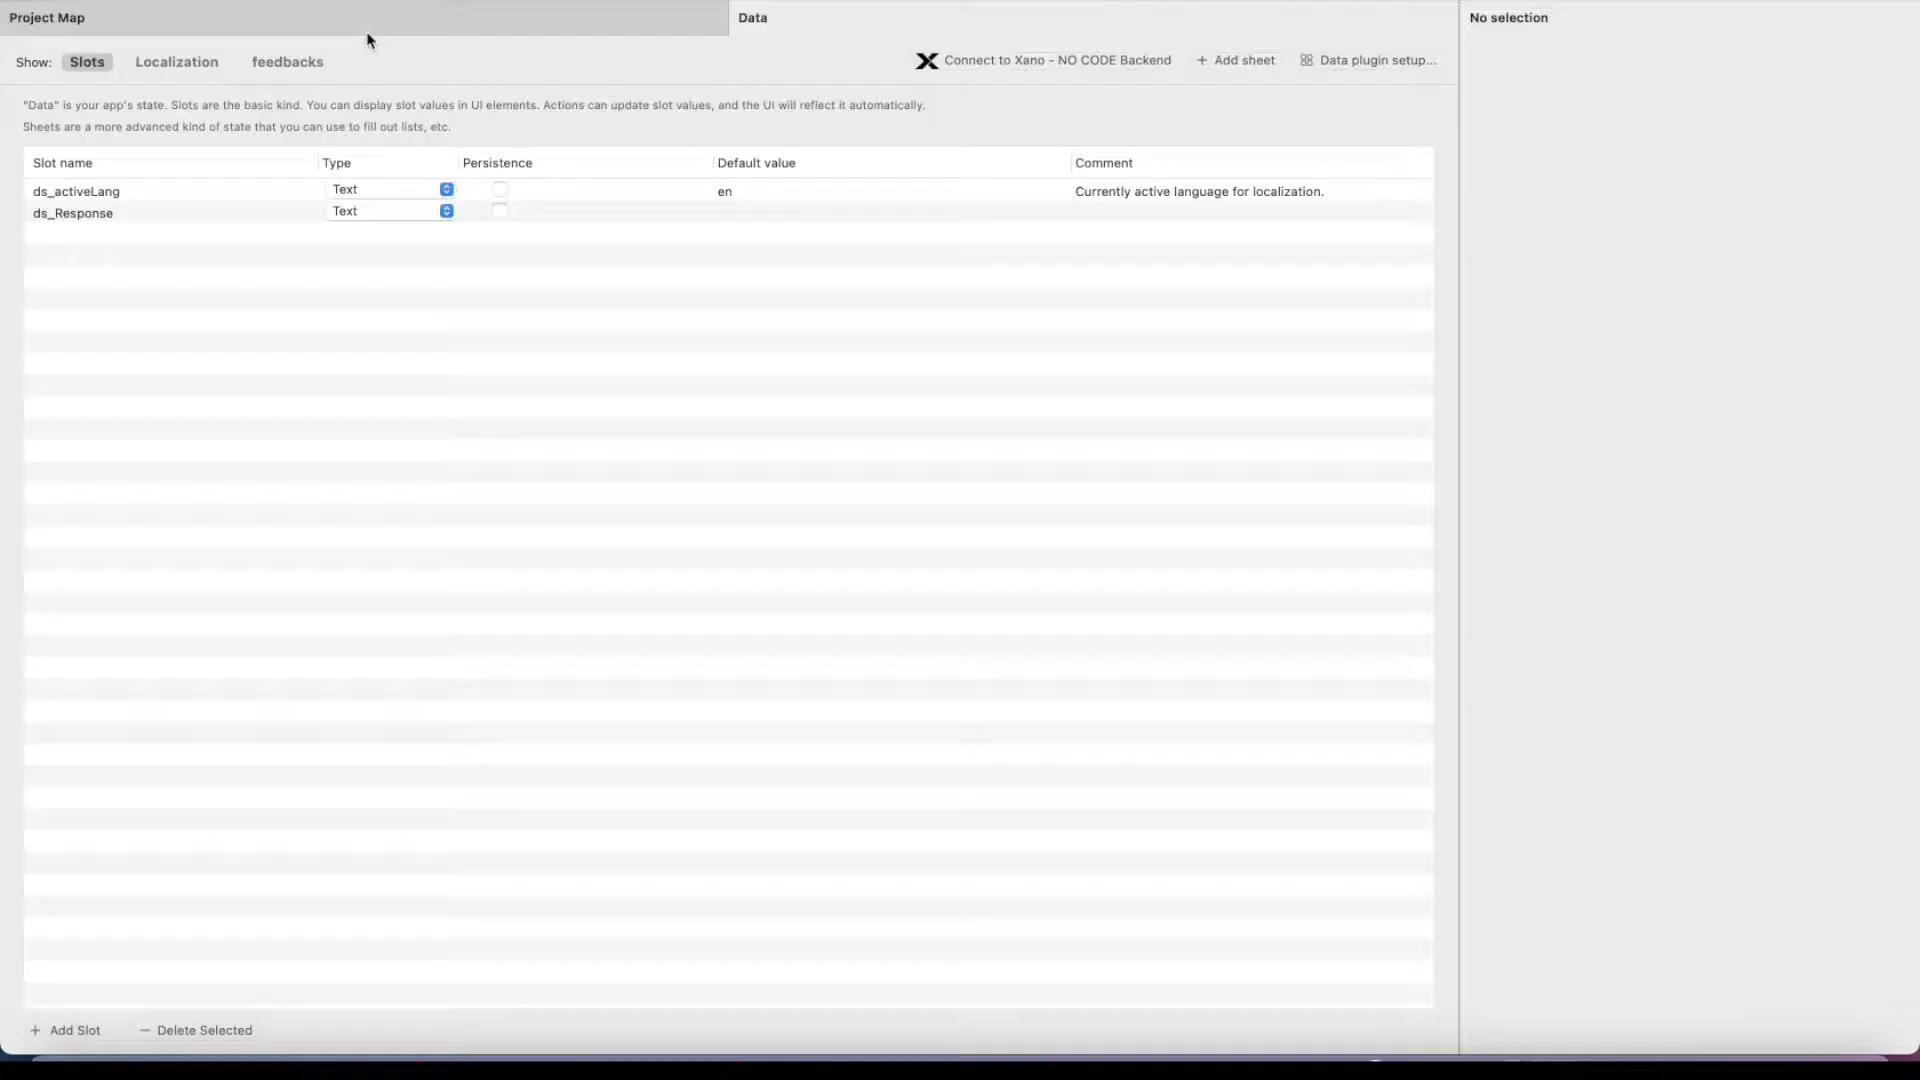 Project Map
Data
No selection
Show: Slots Localization feedbacks
Connect to Xano - NO CODE Backend
+ Add sheet
Data plugin setup...
"Data" is your app's state. Slots are the basic kind. You can display slot values in UI elements. Actions can update slot values, and the UI will reflect it automatically.
Sheets are a more advanced kind of state that you can use to fill out lists, etc.
Slot name Type Persistence Default value Comment
ds_activeLang Text en Currently active language for localization.
ds_Response Text
+ Add Slot — Delete Selected